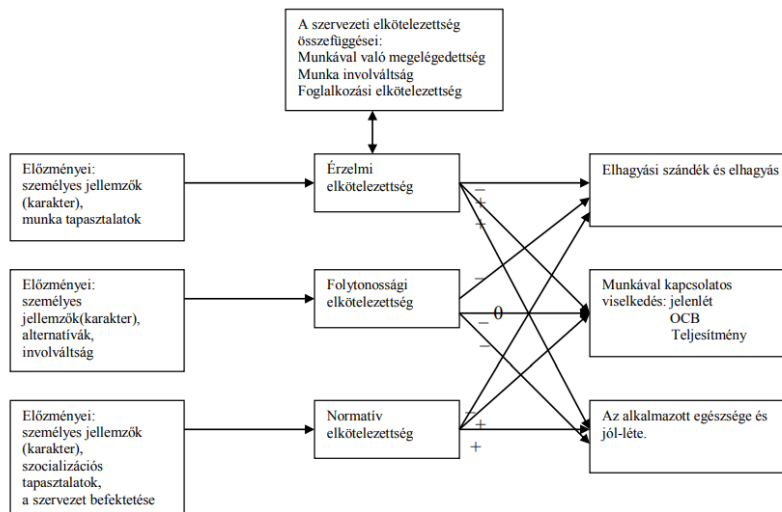 A szervezeti elkötelezettség
összefüggései:
Munkával való megelégedettség
Munka involváltság
Foglalkozási elkötelezettség
Előzményei:
személyes jellemzők
(karakter),
munka tapasztalatok
Érzelmi
elkötelezettség
Elhagyási szándék és elhagyás
–
+
+
Előzményei:
személyes
jellemzők(karakter),
alternatívák,
involváltság
Folytonossági
elkötelezettség
–
0
–
–
Munkával kapcsolatos
viselkedés: jelenlét
OCB
Teljesítmény
Előzményei:
személyes jellemzők
(karakter),
szocializációs
tapasztalatok,
a szervezet befektetése
Normatív
elkötelezettség
–
+
+
Az alkalmazott egészsége és
jól-léte.